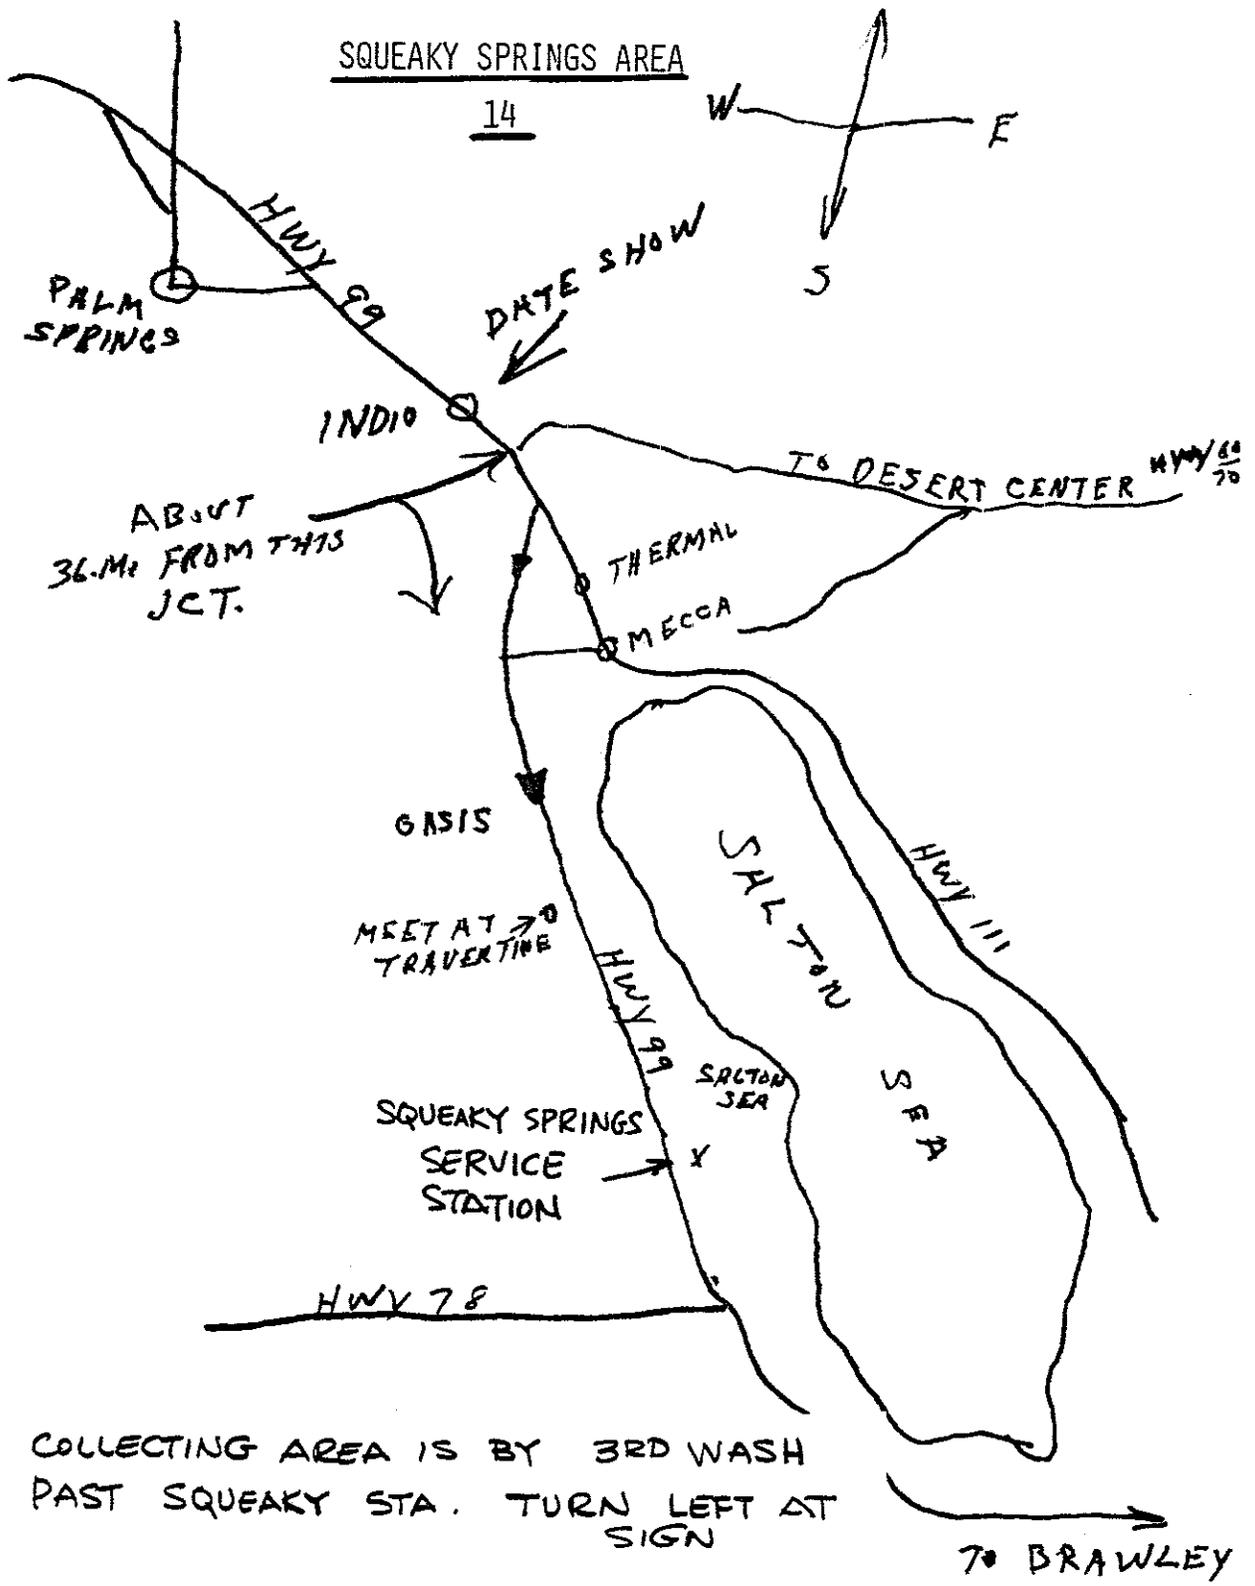 SQUEAKY SPRINGS AREA
14
W
E
S
HWY 99
DATE SHOW
PALM
SPRINGS
INDIO
TO DESERT CENTER HWY 60
70
ABOUT
36.MI FROM THIS
JCT.
THERMAL
MECCA
OASIS
SALTON SEA
HWY 111
MEET AT
TRAVERTINE
HWY 99
SALTON
SEA
SQUEAKY SPRINGS
SERVICE
STATION
X
HWY 78
COLLECTING AREA IS BY 3RD WASH
PAST SQUEAKY STA. TURN LEFT AT
SIGN
TO BRAWLEY